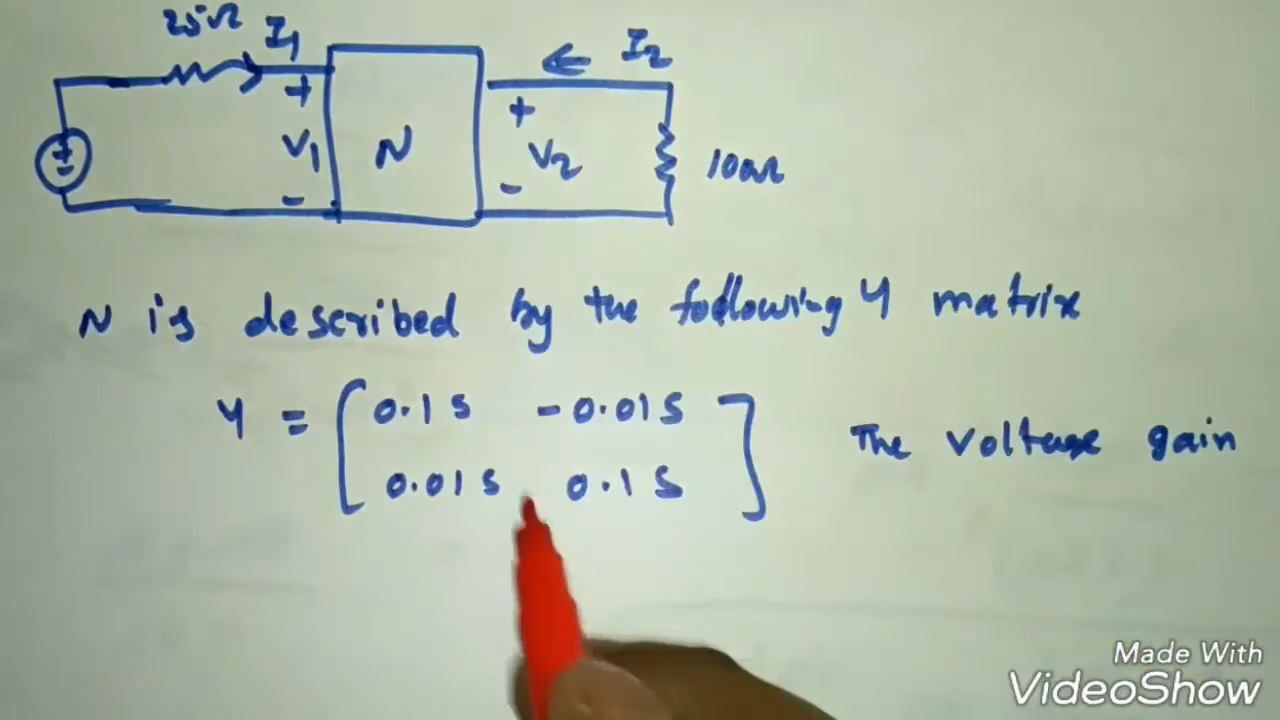 25Ω I₁ I₂
+ + +
V₁ N V₂ 100Ω
- - -
N is described by the following Y matrix
Y = [ 0.1 S -0.01 S
0.01 S 0.1 S ] The voltage gain
Made With
VideoShow